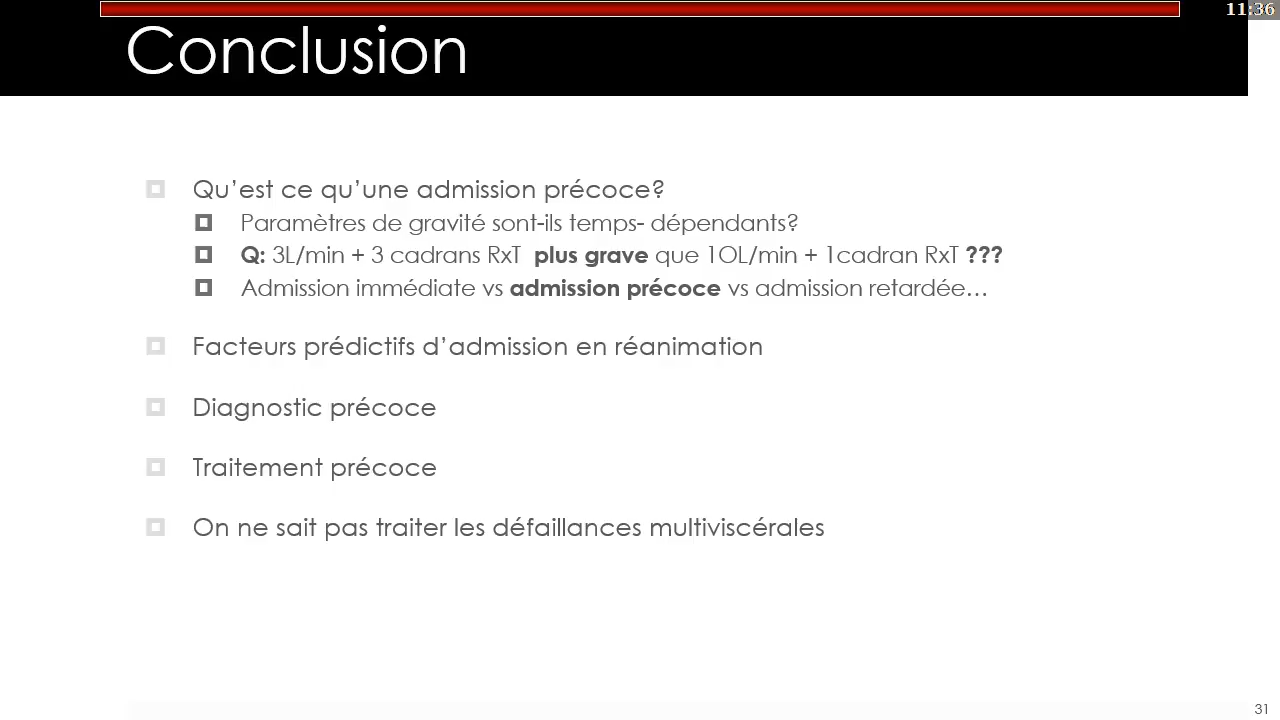 11:36
Conclusion
Qu’est ce qu’une admission précoce?
Paramètres de gravité sont-ils temps- dépendants?
Q: 3L/min + 3 cadrans RxT plus grave que 1OL/min + 1cadran RxT ???
Admission immédiate vs admission précoce vs admission retardée…
Facteurs prédictifs d’admission en réanimation
Diagnostic précoce
Traitement précoce
On ne sait pas traiter les défaillances multiviscérales
31